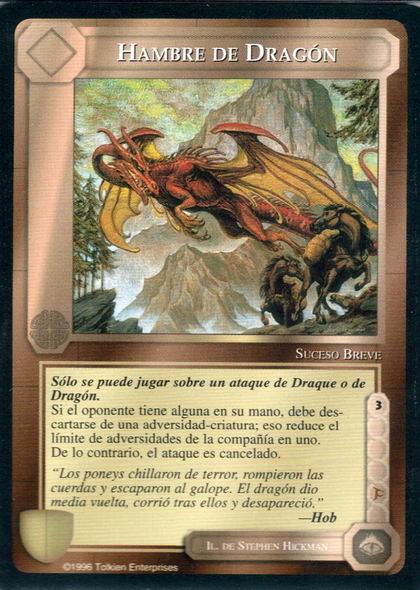 HAMBRE DE DRAGÓN
SUCESO BREVE
Sólo se puede jugar sobre un ataque de Draque o de
Dragón.
Si el oponente tiene alguna en su mano, debe des-
cartarse de una adversidad-criatura; eso reduce el
límite de adversidades de la compañía en uno.
De lo contrario, el ataque es cancelado.
“Los poneys chillaron de terror, rompieron las
cuerdas y escaparon al galope. El dragón dio
media vuelta, corrió tras ellos y desapareció.”
—Hob
3
P
IL. DE STEPHEN HICKMAN
©1996 Tolkien Enterprises